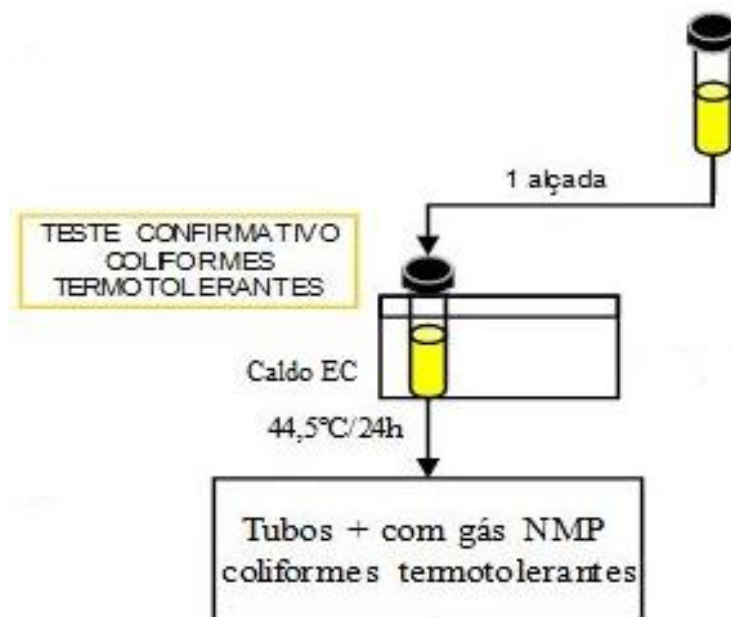 1 alçada
TESTE CONFIRMATIVO
COLIFORMES
TERMOTOLERANTES
Caldo EC
44,5°C/24h
Tubos + com gás NMP
coliformes termotolerantes